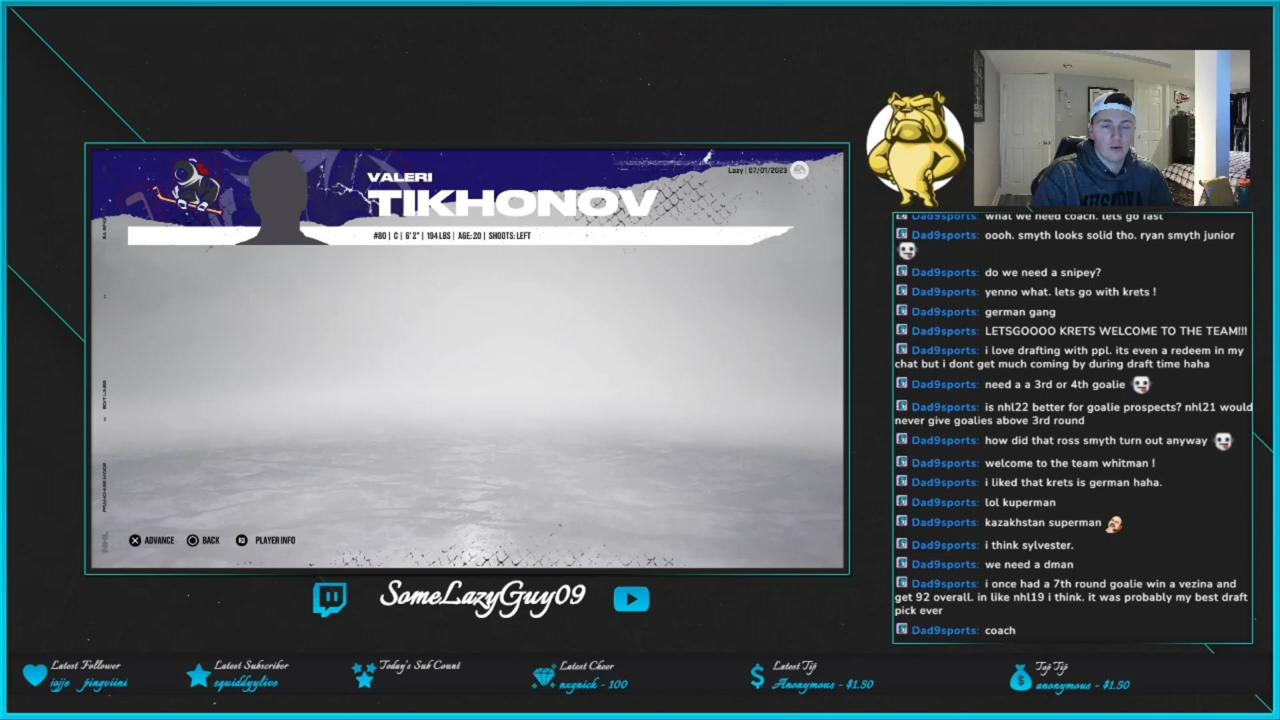 VALERI
TIKHONOV
Lazy | 07/01/2023
#80 | C | 6'2" | 194 LBS | AGE: 20 | SHOOTS: LEFT
EDIT LINES
FRANCHISE MODE
NHL
ADVANCE
BACK
PLAYER INFO
MUSKOKA
Dad9sports: what we need coach. lets go fast
Dad9sports: oooh. smyth looks solid tho. ryan smyth junior
Dad9sports: do we need a snipey?
Dad9sports: yenno what. lets go with krets !
Dad9sports: german gang
Dad9sports: LETSGOOOO KRETS WELCOME TO THE TEAM!!!
Dad9sports: i love drafting with ppl. its even a redeem in my
chat but i dont get much coming by during draft time haha
Dad9sports: need a a 3rd or 4th goalie
Dad9sports: is nhl22 better for goalie prospects? nhl21 would
never give goalies above 3rd round
Dad9sports: how did that ross smyth turn out anyway
Dad9sports: welcome to the team whitman !
Dad9sports: i liked that krets is german haha.
Dad9sports: lol kuperman
Dad9sports: kazakhstan superman
Dad9sports: i think sylvester.
Dad9sports: we need a dman
Dad9sports: i once had a 7th round goalie win a vezina and
get 92 overall. in like nhl19 i think. it was probably my best draft
pick ever
Dad9sports: coach
SomeLazyGuy09
Latest Follower
jojje_pingviini
Latest Subscriber
squiddyylive
Today's Sub Count
Latest Cheer
nxgnick - 100
Latest Tip
Anonymous - $1.50
Top Tip
anonymous - $1.50